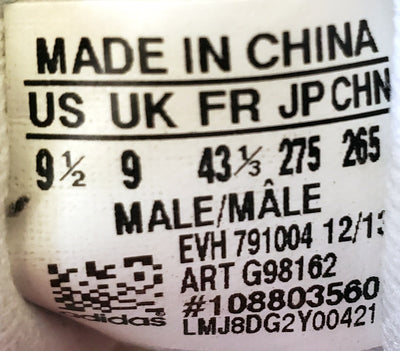 MADE IN CHINA
US UK FR JP CHN
9½ 9 43⅓ 275 265
MALE/MÂLE
EVH 791004 12/13
ART G98162
#108803560
LMJ8DG2Y00421
adidas